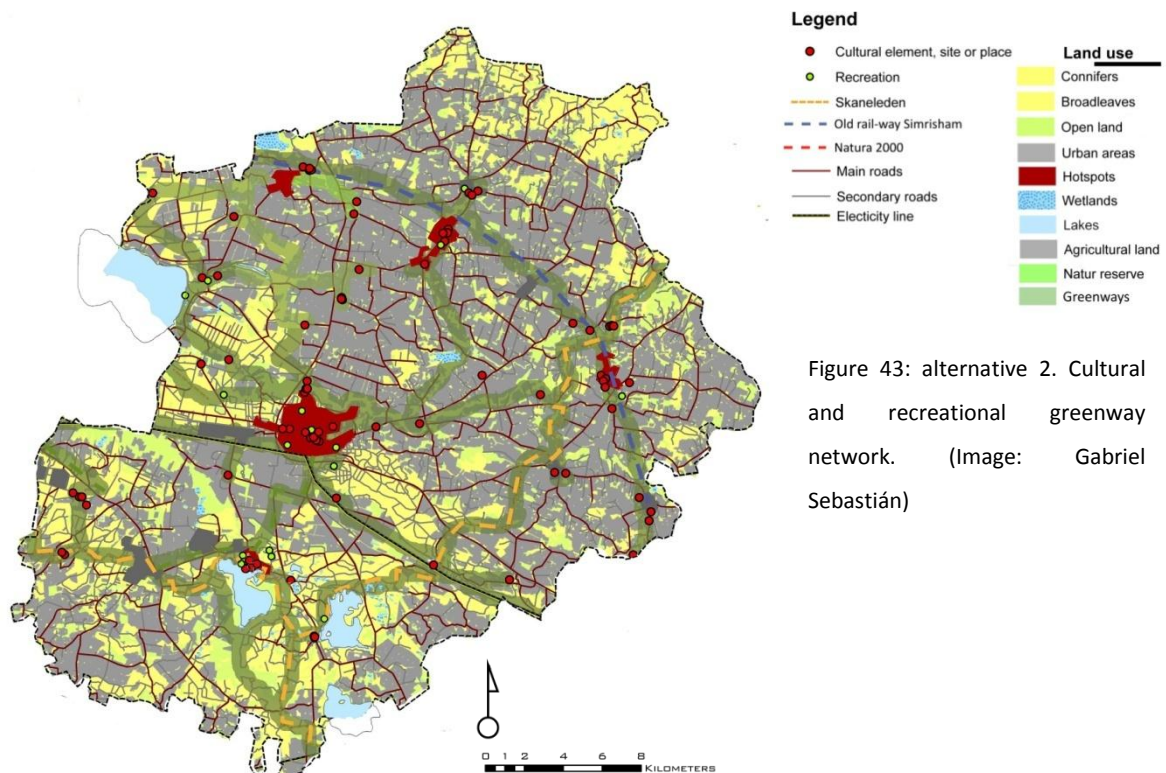 Legend
Cultural element, site or place
Recreation
Skaneleden
Old rail-way Simrisham
Natura 2000
Main roads
Secondary roads
Electicity line
Land use
Connifers
Broadleaves
Open land
Urban areas
Hotspots
Wetlands
Lakes
Agricultural land
Natur reserve
Greenways
Figure 43: alternative 2. Cultural
and recreational greenway
network. (Image: Gabriel
Sebastián)
0 1 2 4 6 8
KILOMETERS